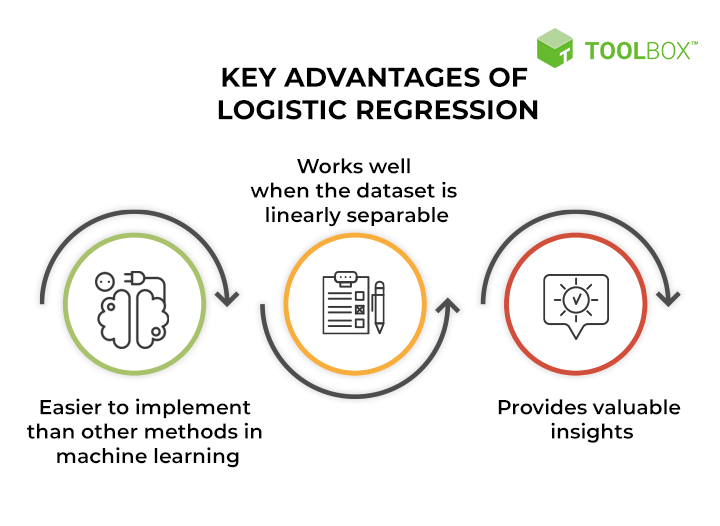 TOOLBOX™
KEY ADVANTAGES OF
LOGISTIC REGRESSION
Works well
when the dataset is
linearly separable
Easier to implement
than other methods in
machine learning
Provides valuable
insights